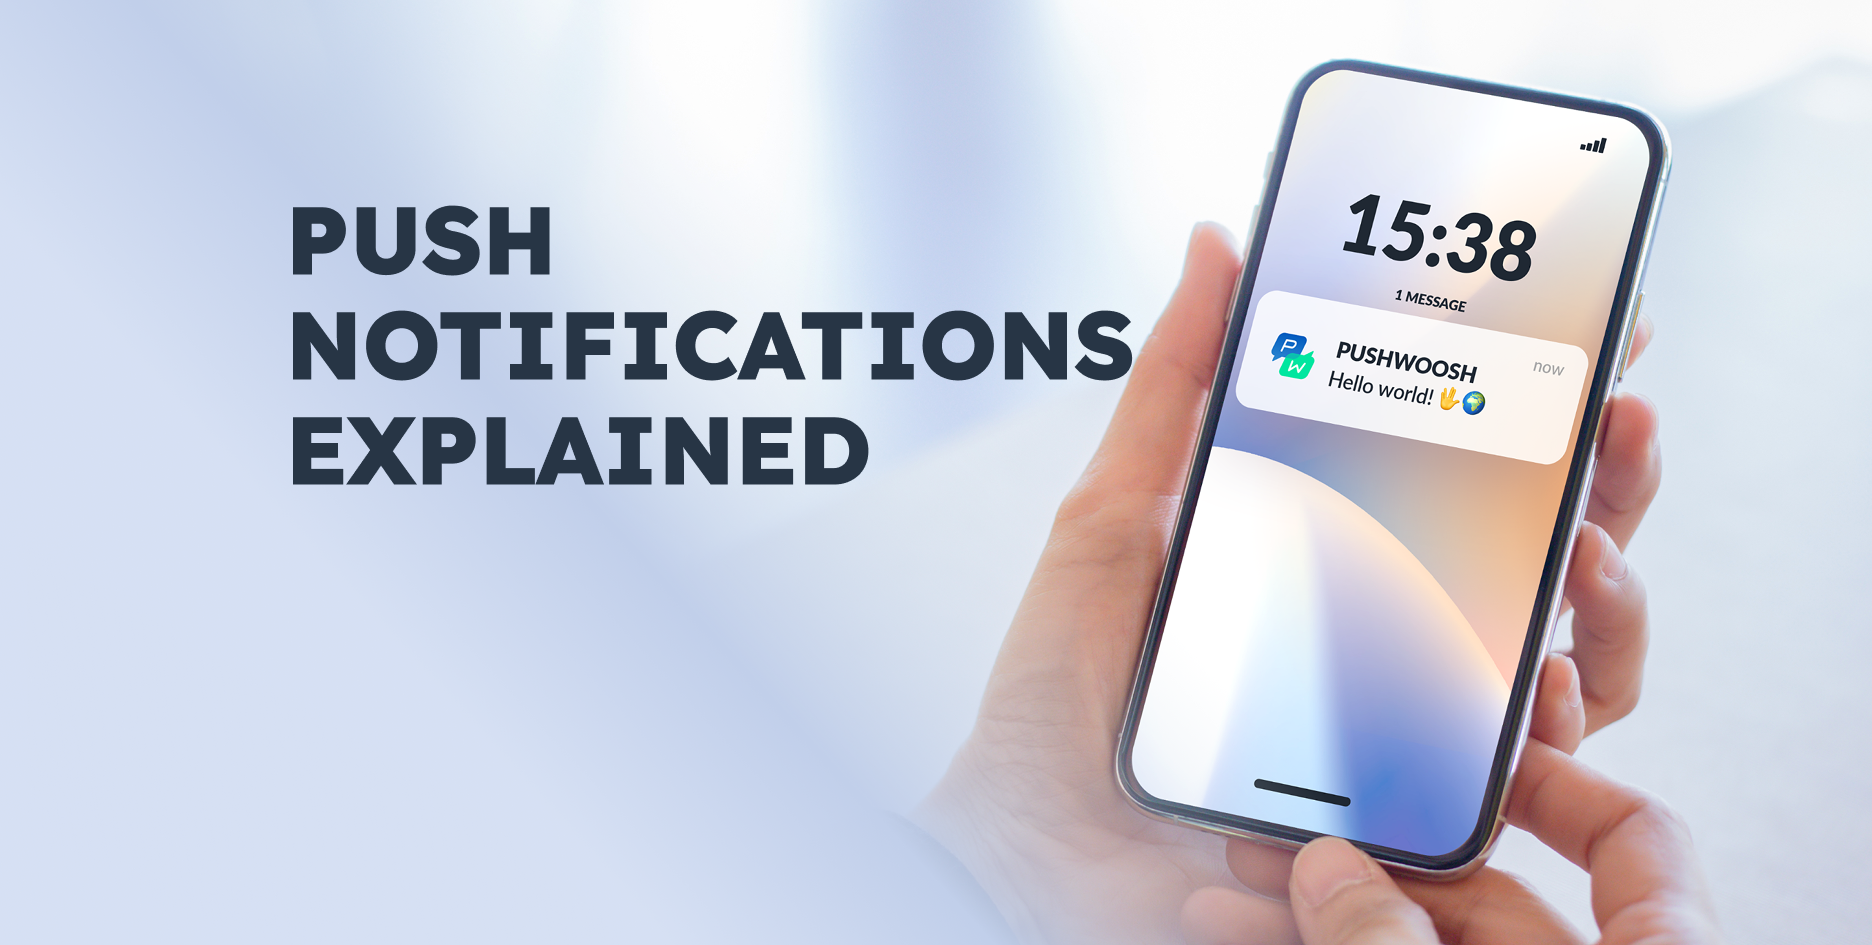 PUSH
NOTIFICATIONS
EXPLAINED
15:38
1 MESSAGE
P
W
PUSHWOOSH
now
Hello world! 🖖🌍